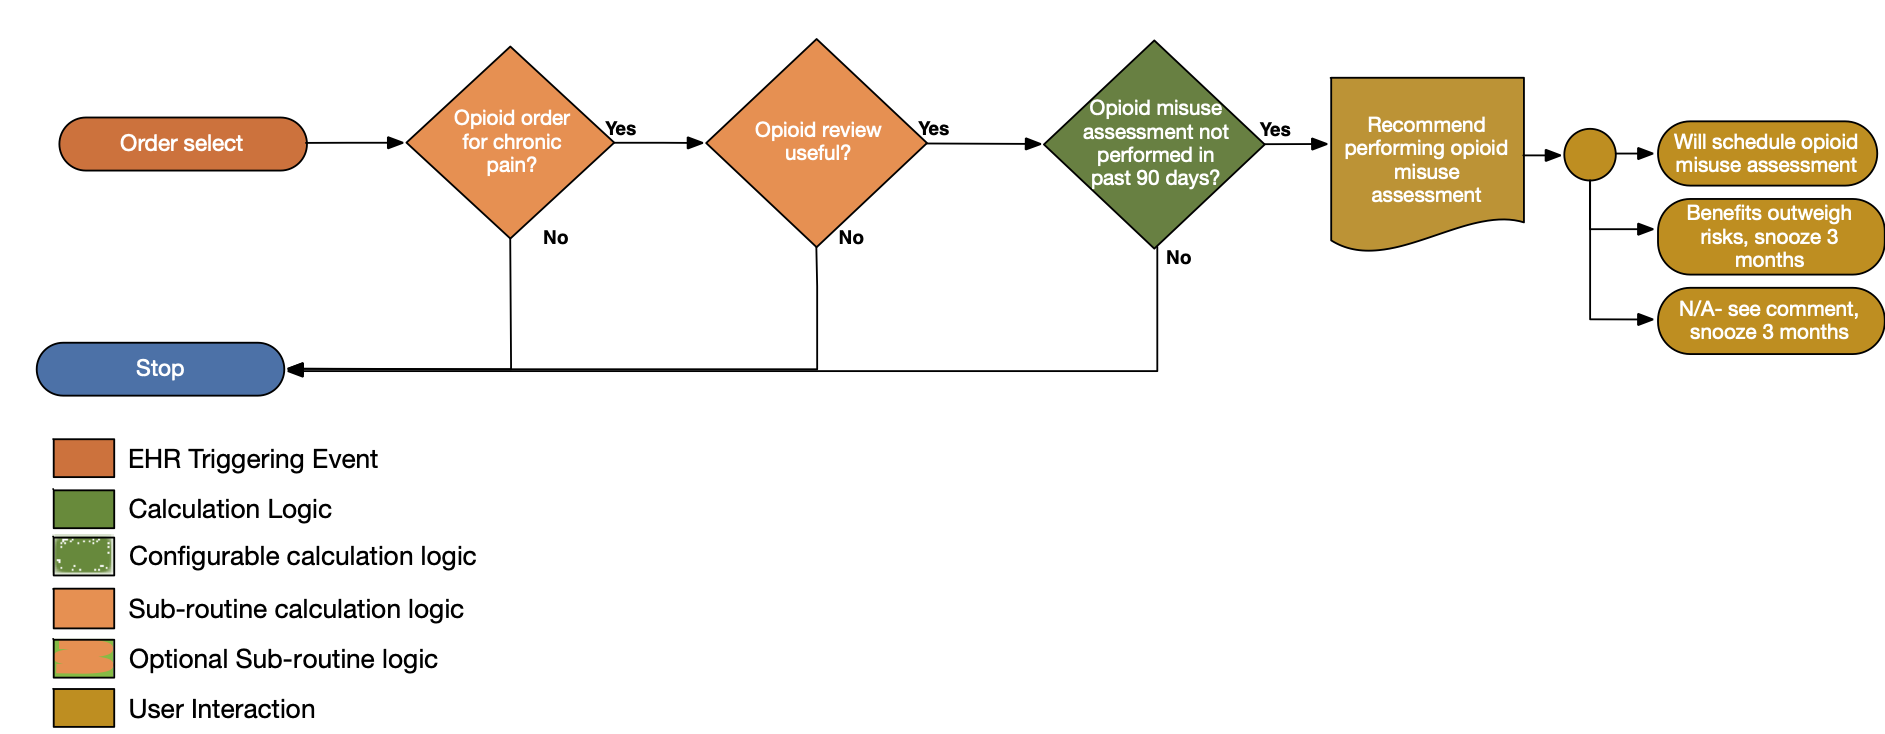 Order select
Opioid order
for chronic
pain?
Yes
No
Opioid review
useful?
Yes
No
Opioid misuse
assessment not
performed in
past 90 days?
Yes
No
Recommend
performing opioid
misuse
assessment
Will schedule opioid
misuse assessment
Benefits outweigh
risks, snooze 3
months
N/A- see comment,
snooze 3 months
Stop
EHR Triggering Event
Calculation Logic
Configurable calculation logic
Sub-routine calculation logic
Optional Sub-routine logic
User Interaction